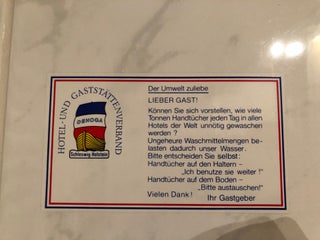 HOTEL- UND GASTSTÄTTENVERBAND
DEHOGA
Schleswig-Holstein
Der Umwelt zuliebe
LIEBER GAST!
Können Sie sich vorstellen, wie viele
Tonnen Handtücher jeden Tag in allen
Hotels der Welt unnötig gewaschen
werden ?
Ungeheure Waschmittelmengen be-
lasten dadurch unser Wasser.
Bitte entscheiden Sie selbst:
Handtücher auf den Haltern –
„Ich benutze sie weiter !"
Handtücher auf dem Boden –
„Bitte austauschen!"
Vielen Dank !
Ihr Gastgeber